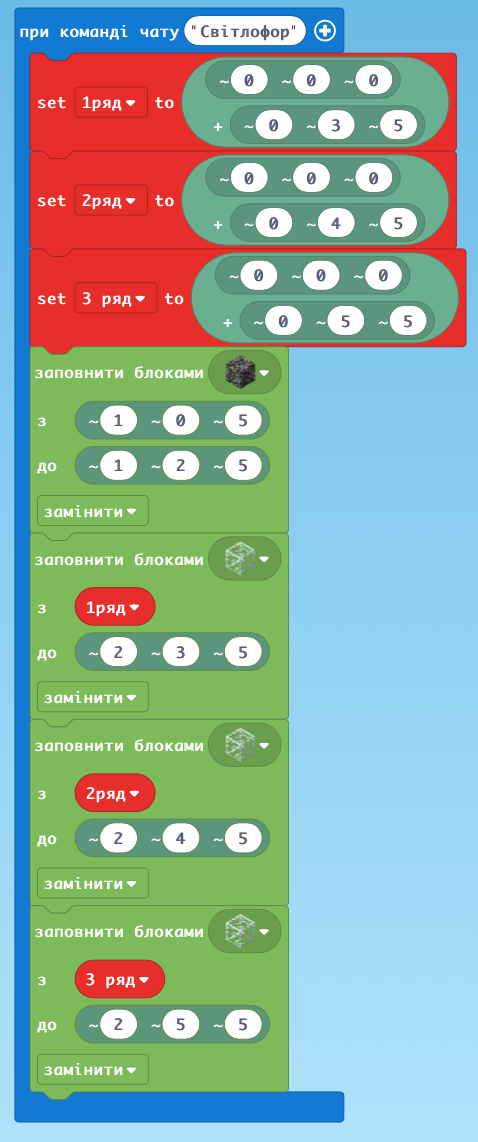 при команді чату "Світлофор"
~0 ~0 ~0
set 1ряд to
+ ~0 ~3 ~5
~0 ~0 ~0
set 2ряд to
+ ~0 ~4 ~5
~0 ~0 ~0
set 3 ряд to
+ ~0 ~5 ~5
заповнити блоками
з ~1 ~0 ~5
до ~1 ~2 ~5
замінити
заповнити блоками
з 1ряд
до ~2 ~3 ~5
замінити
заповнити блоками
з 2ряд
до ~2 ~4 ~5
замінити
заповнити блоками
з 3 ряд
до ~2 ~5 ~5
замінити